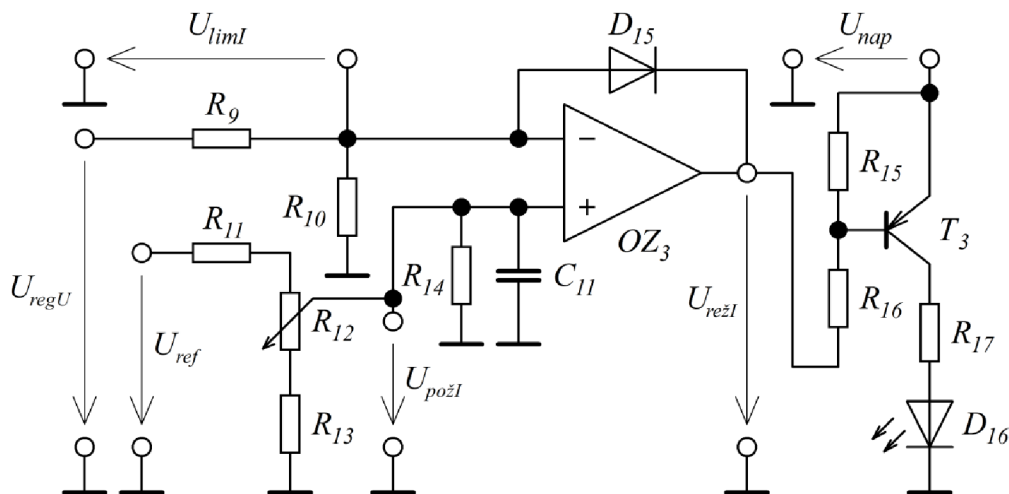 U_limI
D_15
U_nap
R_9
R_10
R_11
−
+
OZ_3
R_15
T_3
R_14
C_11
U_regU
U_ref
R_12
U_požI
U_režI
R_16
R_17
R_13
D_16